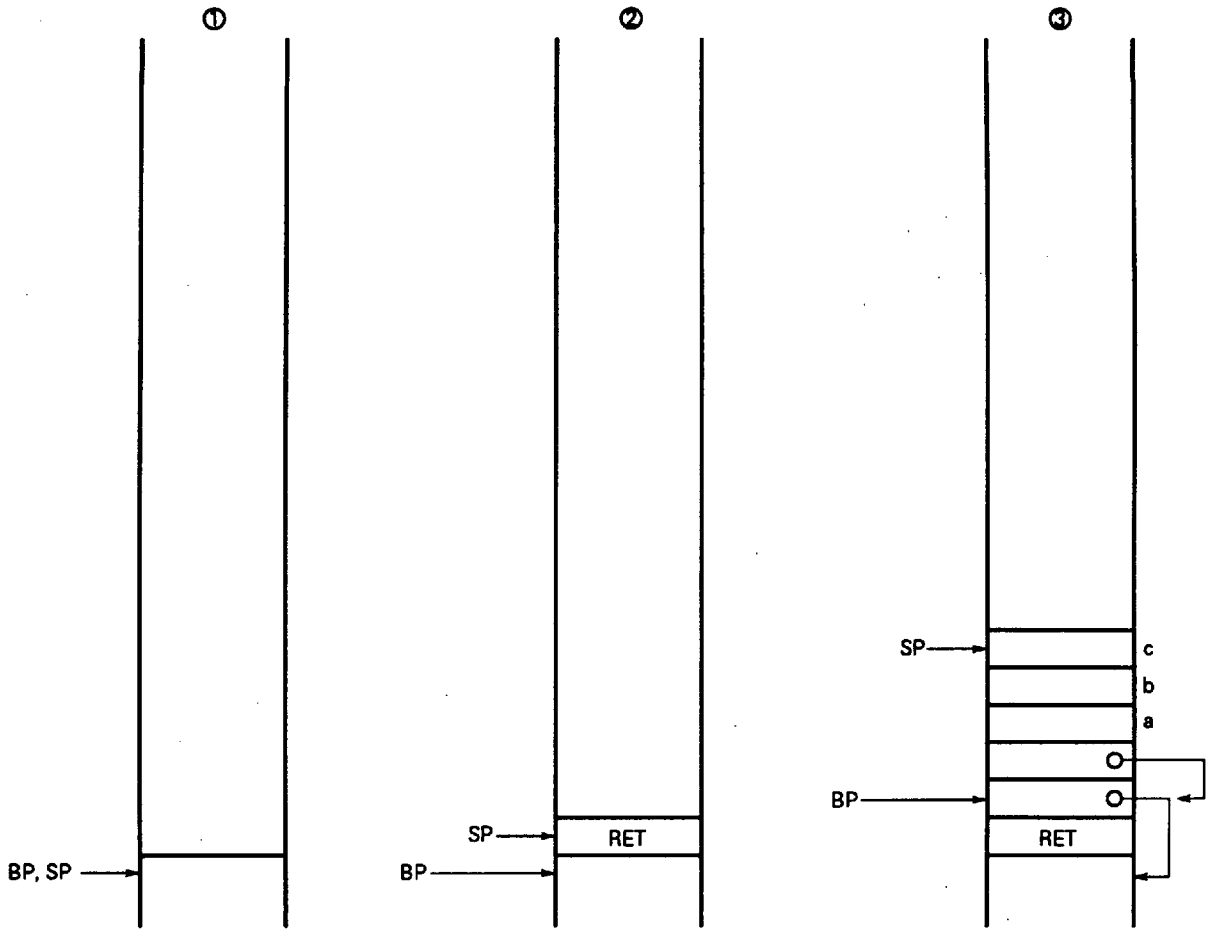 ① ② ③
SP c
b
a
BP
SP RET RET
BP, SP BP